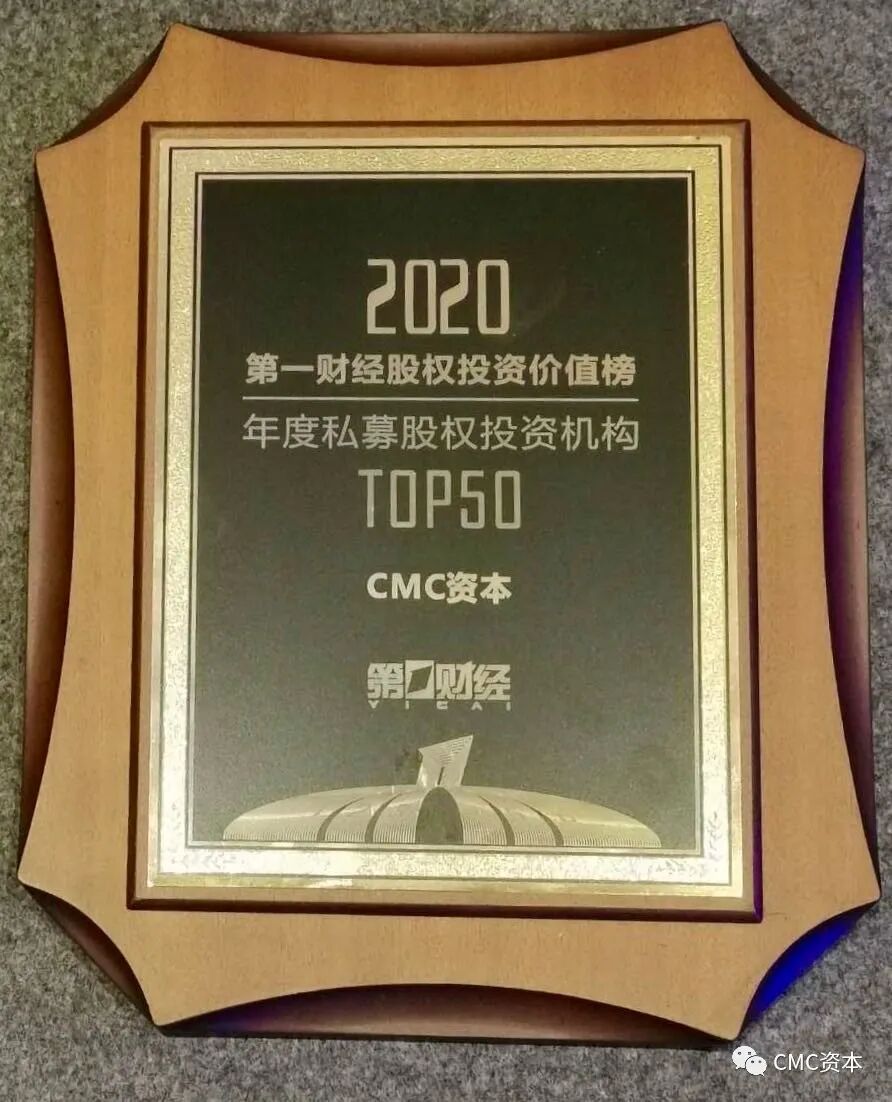 2020
第一财经股权投资价值榜
年度私募股权投资机构
TOP50
CMC资本
第一财经
YICAI
CMC资本